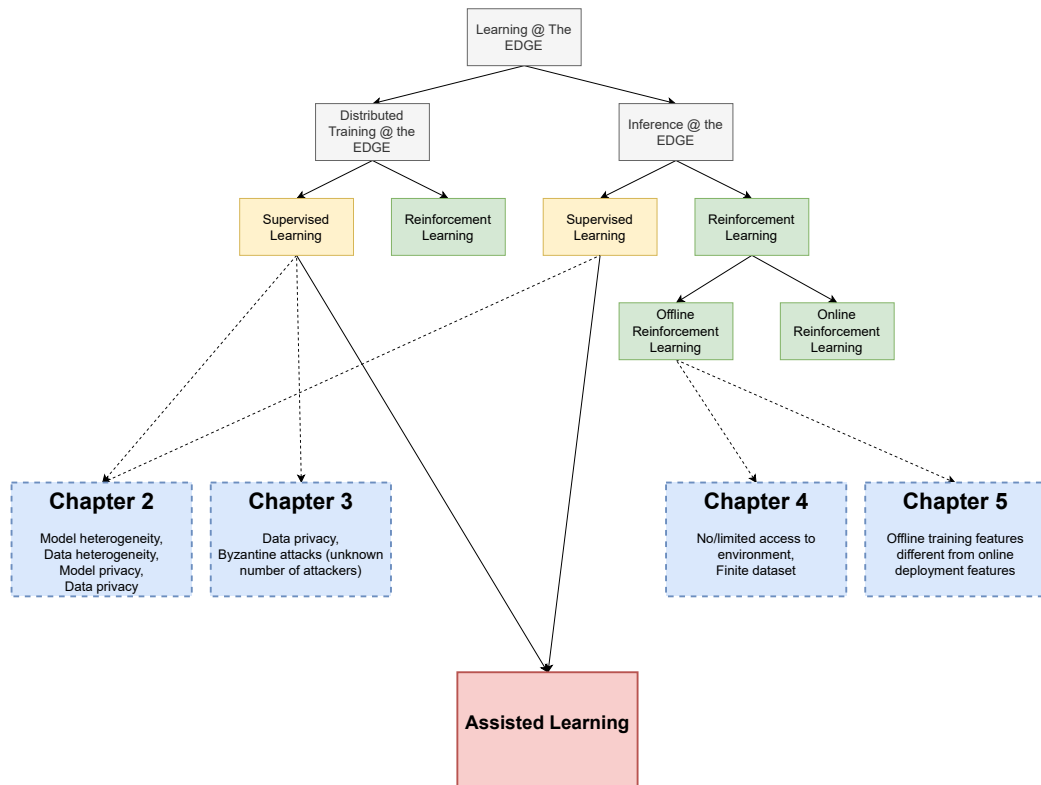 Learning @ The
EDGE
Distributed
Training @ the
EDGE
Inference @ the
EDGE
Supervised
Learning
Reinforcement
Learning
Supervised
Learning
Reinforcement
Learning
Offline
Reinforcement
Learning
Online
Reinforcement
Learning
Chapter 2
Model heterogeneity,
Data heterogeneity,
Model privacy,
Data privacy
Chapter 3
Data privacy,
Byzantine attacks (unknown
number of attackers)
Chapter 4
No/limited access to
environment,
Finite dataset
Chapter 5
Offline training features
different from online
deployment features
Assisted Learning